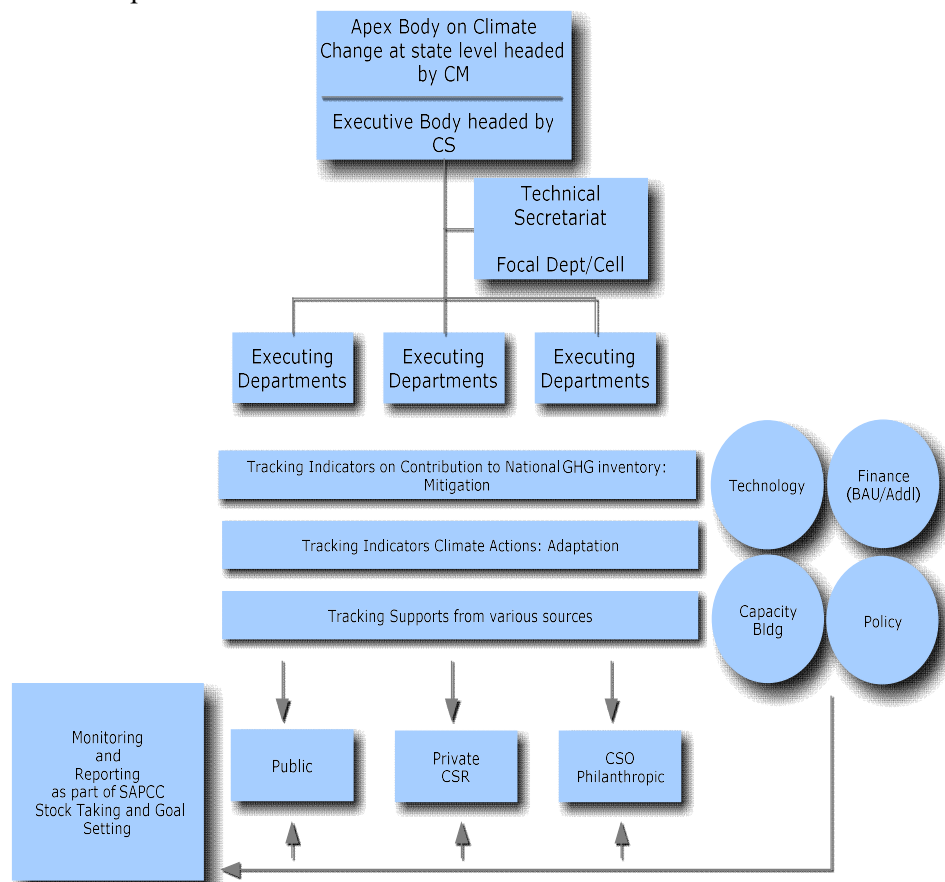 Apex Body on Climate
Change at state level headed
by CM
Executive Body headed by
CS
Technical
Secretariat
Focal Dept/Cell
Executing
Departments
Executing
Departments
Executing
Departments
Tracking Indicators on Contribution to National GHG inventory:
Mitigation
Technology
Finance
(BAU/Addl)
Tracking Indicators Climate Actions: Adaptation
Tracking Supports from various sources
Capacity
Bldg
Policy
Monitoring
and
Reporting
as part of SAPCC
Stock Taking and Goal
Setting
Public
Private
CSR
CSO
Philanthropic